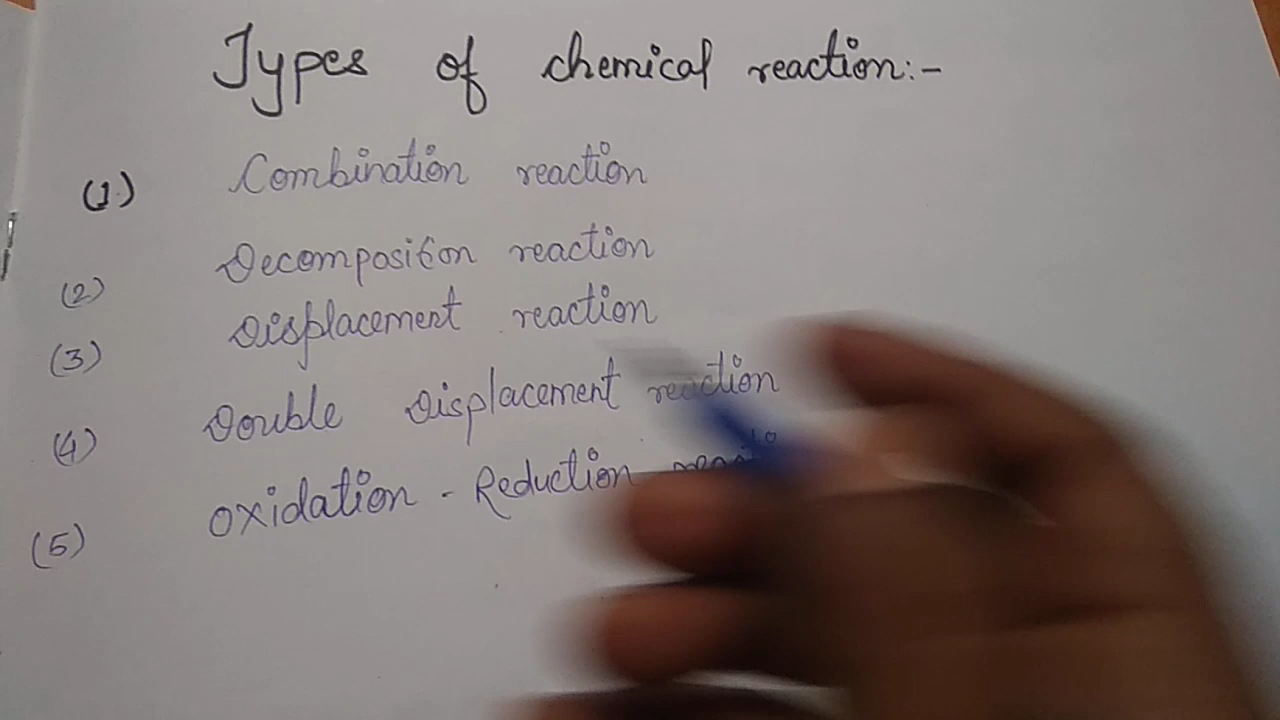 Types of chemical reaction:-
(1) Combination reaction
(2) Decomposition reaction
(3) Displacement reaction
(4) Double Displacement reaction
(5) Oxidation - Reduction